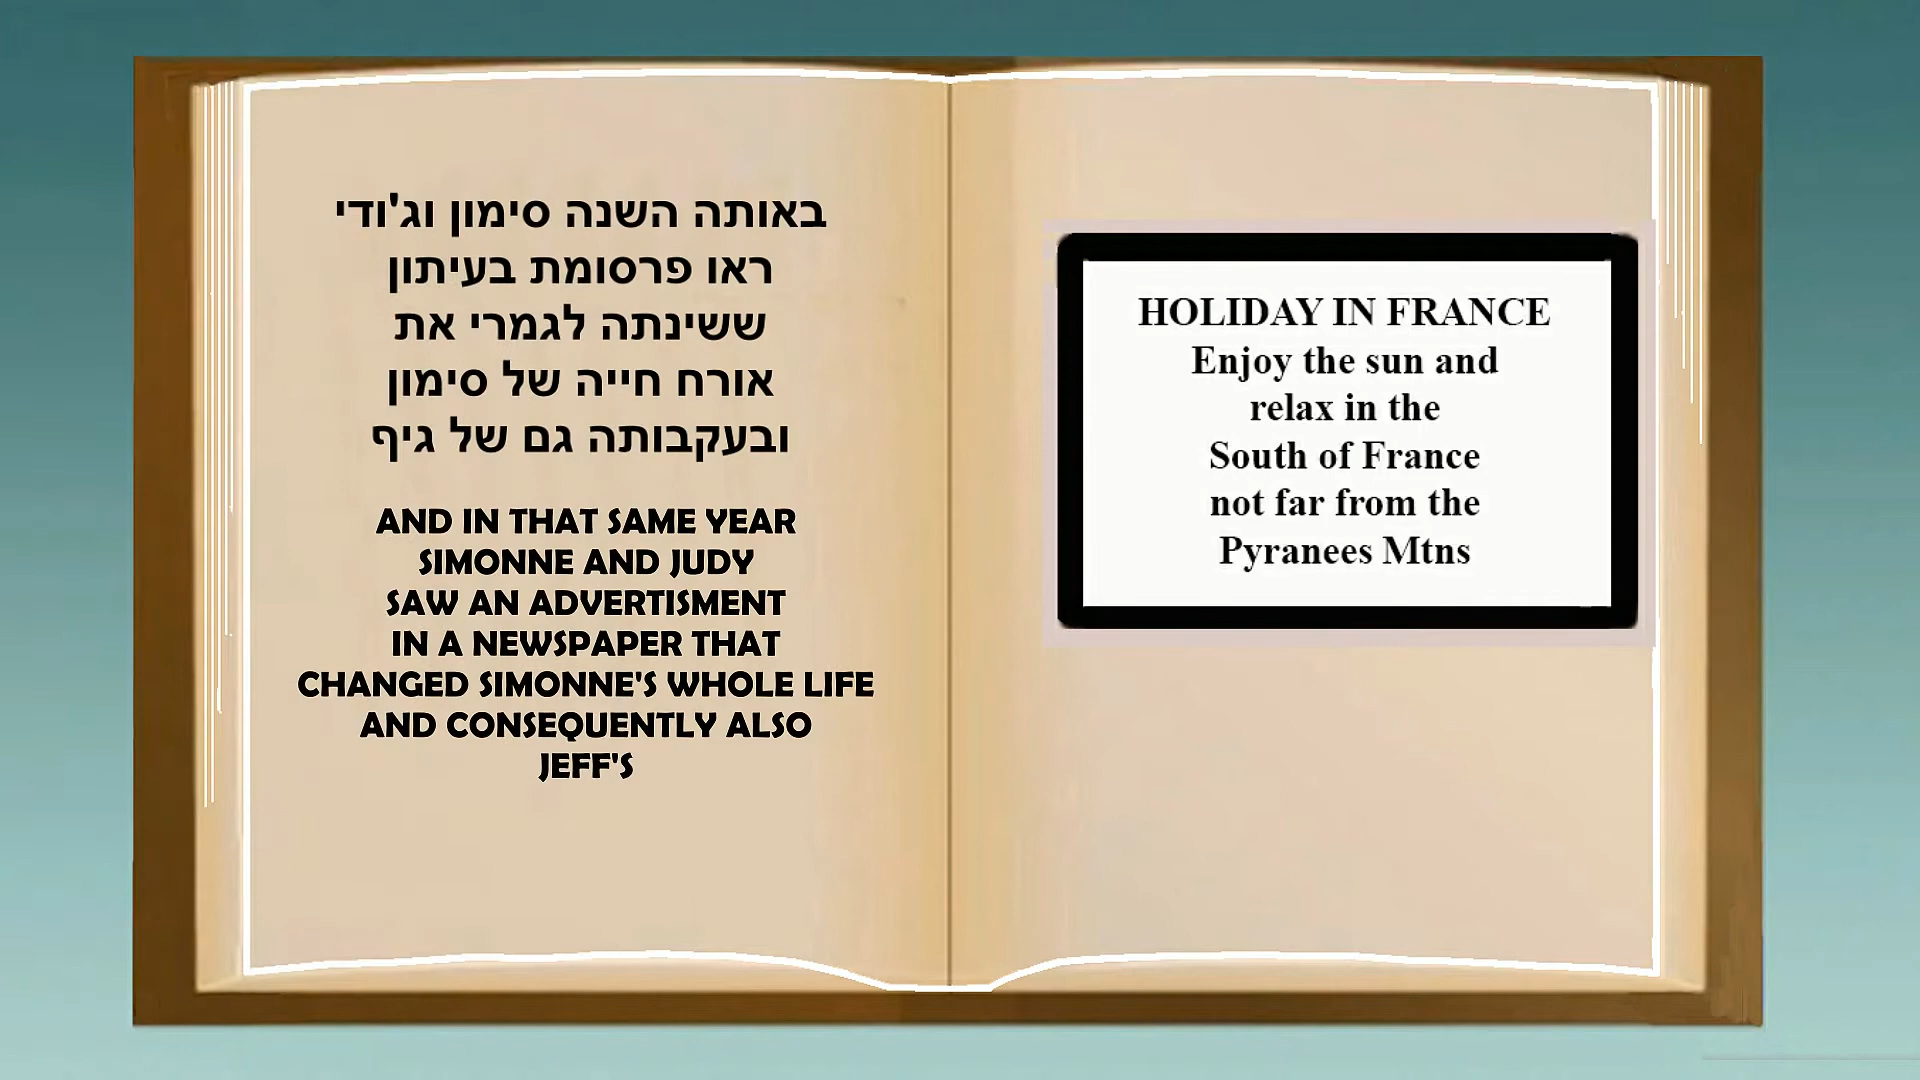 באותה השנה סימון וג'ודי
ראו פרסומת בעיתון
ששינתה לגמרי את
אורח חייה של סימון
ובעקבותה גם של גיף
AND IN THAT SAME YEAR
SIMONNE AND JUDY
SAW AN ADVERTISMENT
IN A NEWSPAPER THAT
CHANGED SIMONNE'S WHOLE LIFE
AND CONSEQUENTLY ALSO
JEFF'S
HOLIDAY IN FRANCE
Enjoy the sun and
relax in the
South of France
not far from the
Pyranees Mtns